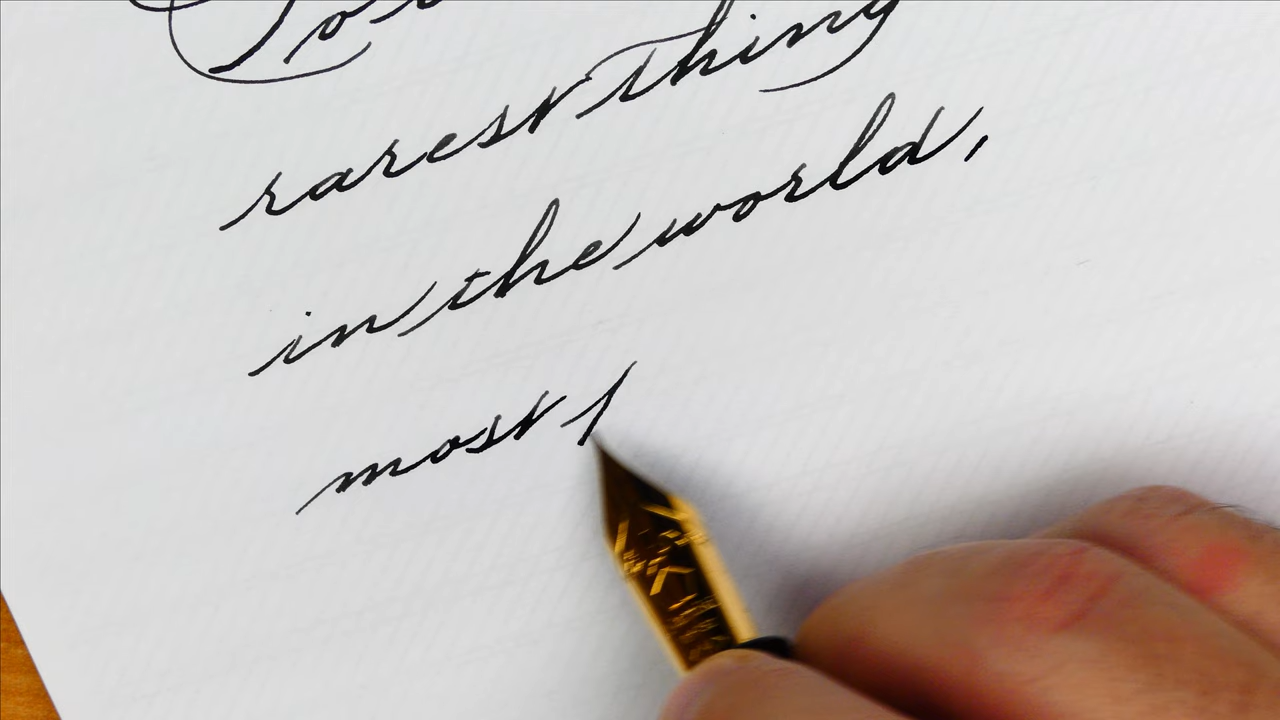 rarest thing
in the world,
most